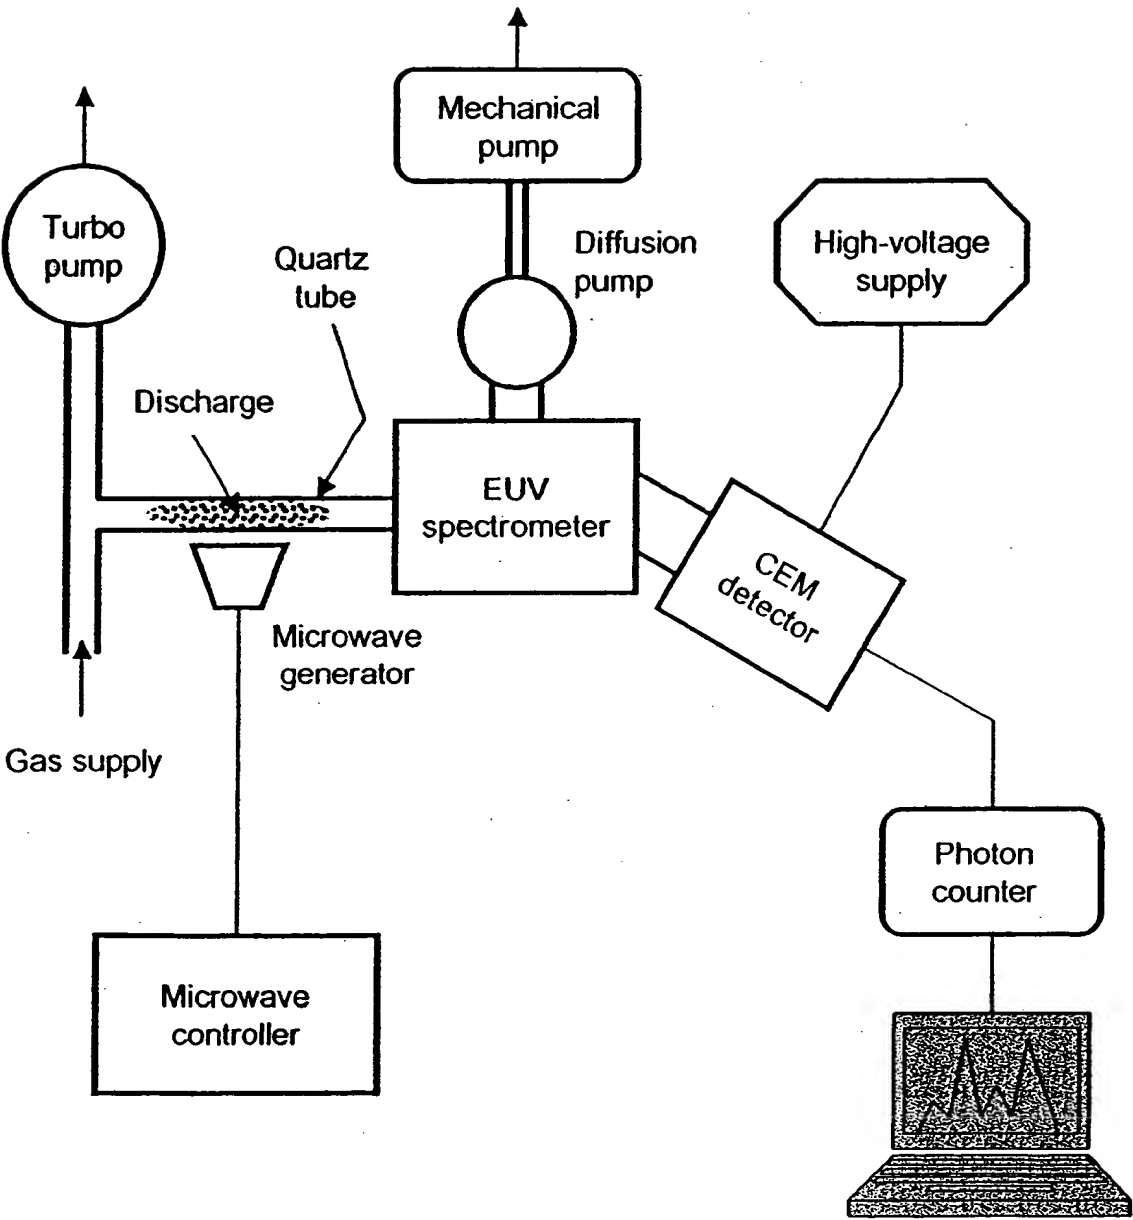 Mechanical
pump
Turbo
pump
Quartz
tube
Diffusion
pump
High-voltage
supply
Discharge
EUV
spectrometer
CEM
detector
Microwave
generator
Gas supply
Photon
counter
Microwave
controller